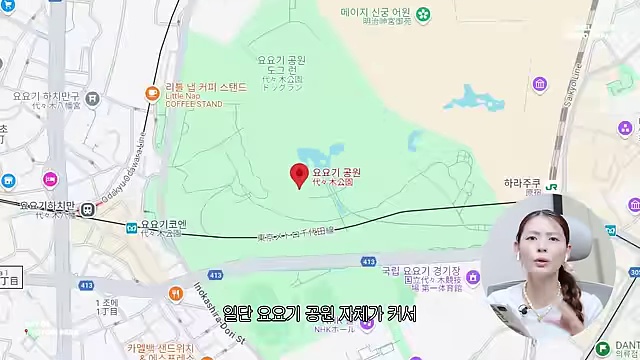 메이지 신궁 어원
明治神宮御苑
요요기 공원
도그 런
代々木公園
ドッグラン
리틀 냅 커피 스탠드
Little Nap
COFFEE STAND
요요기 하치만구
代々木八幡宮
Saikyo Line
Odakyu Odawara Line
요요기 공원
代々木公園
하라주쿠
原宿
JR
요요기하치만
代々木八幡
요요기코엔
代々木公園
東京メトロ千代田線
413
413
413
국립 요요기 경기장
国立代々木競技
場 第一体育館
1 조메
1丁目
丁目
Inokashira-Dori St
일단 요요기 공원 자체가 커서
NHKホール
카멜백 샌드위치 &
에스프레소
DANT